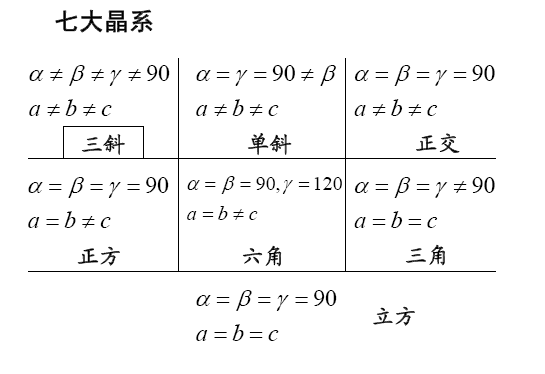 七大晶系
α ≠ β ≠ γ ≠ 90
a ≠ b ≠ c
三斜
α = γ = 90 ≠ β
a ≠ b ≠ c
单斜
α = β = γ = 90
a ≠ b ≠ c
正交
α = β = γ = 90
a = b ≠ c
正方
α = β = 90, γ = 120
a = b ≠ c
六角
α = β = γ ≠ 90
a = b = c
三角
α = β = γ = 90
a = b = c
立方